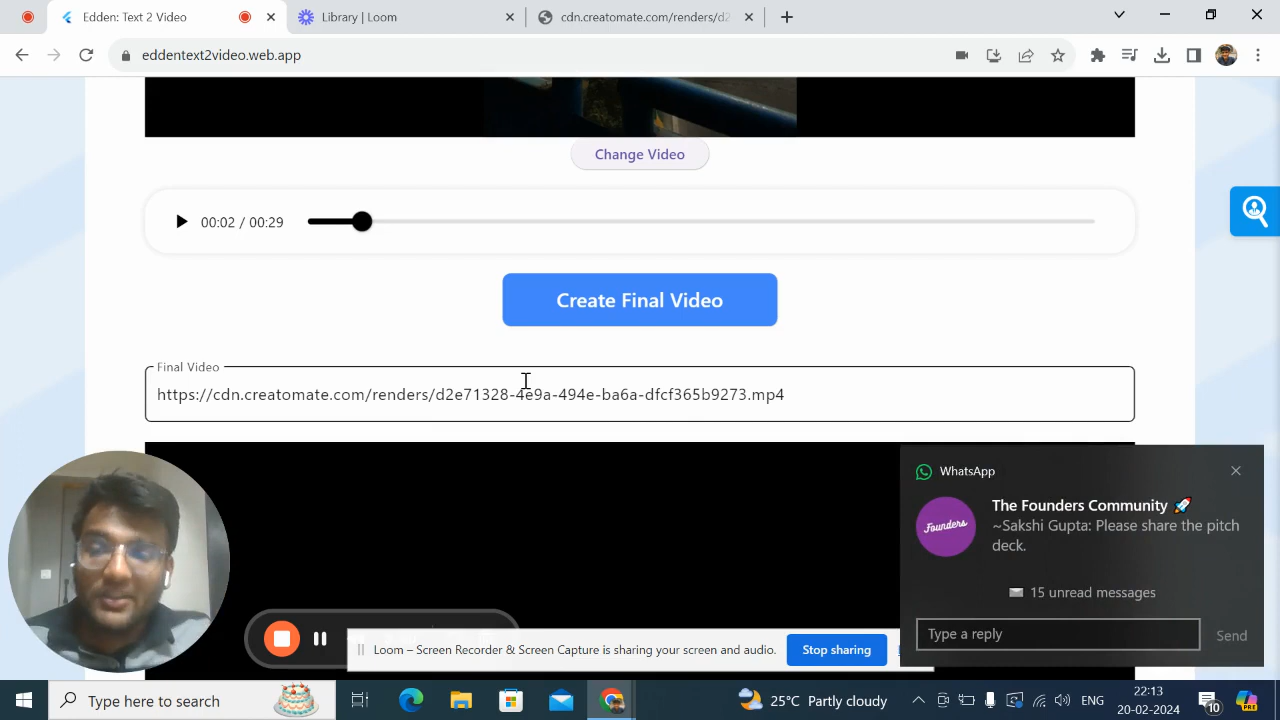 Edden: Text 2 Video
Library | Loom
cdn.creatomate.com/renders/d2
eddentext2video.web.app
Change Video
00:02 / 00:29
Create Final Video
Final Video
https://cdn.creatomate.com/renders/d2e71328-4e9a-494e-ba6a-dfcf365b9273.mp4
WhatsApp
The Founders Community 🚀
Founders
~Sakshi Gupta: Please share the pitch
deck.
15 unread messages
Type a reply
Send
Loom – Screen Recorder & Screen Capture is sharing your screen and audio.
Stop sharing
Type here to search
25°C Partly cloudy
ENG
22:13
20-02-2024
10
PRE